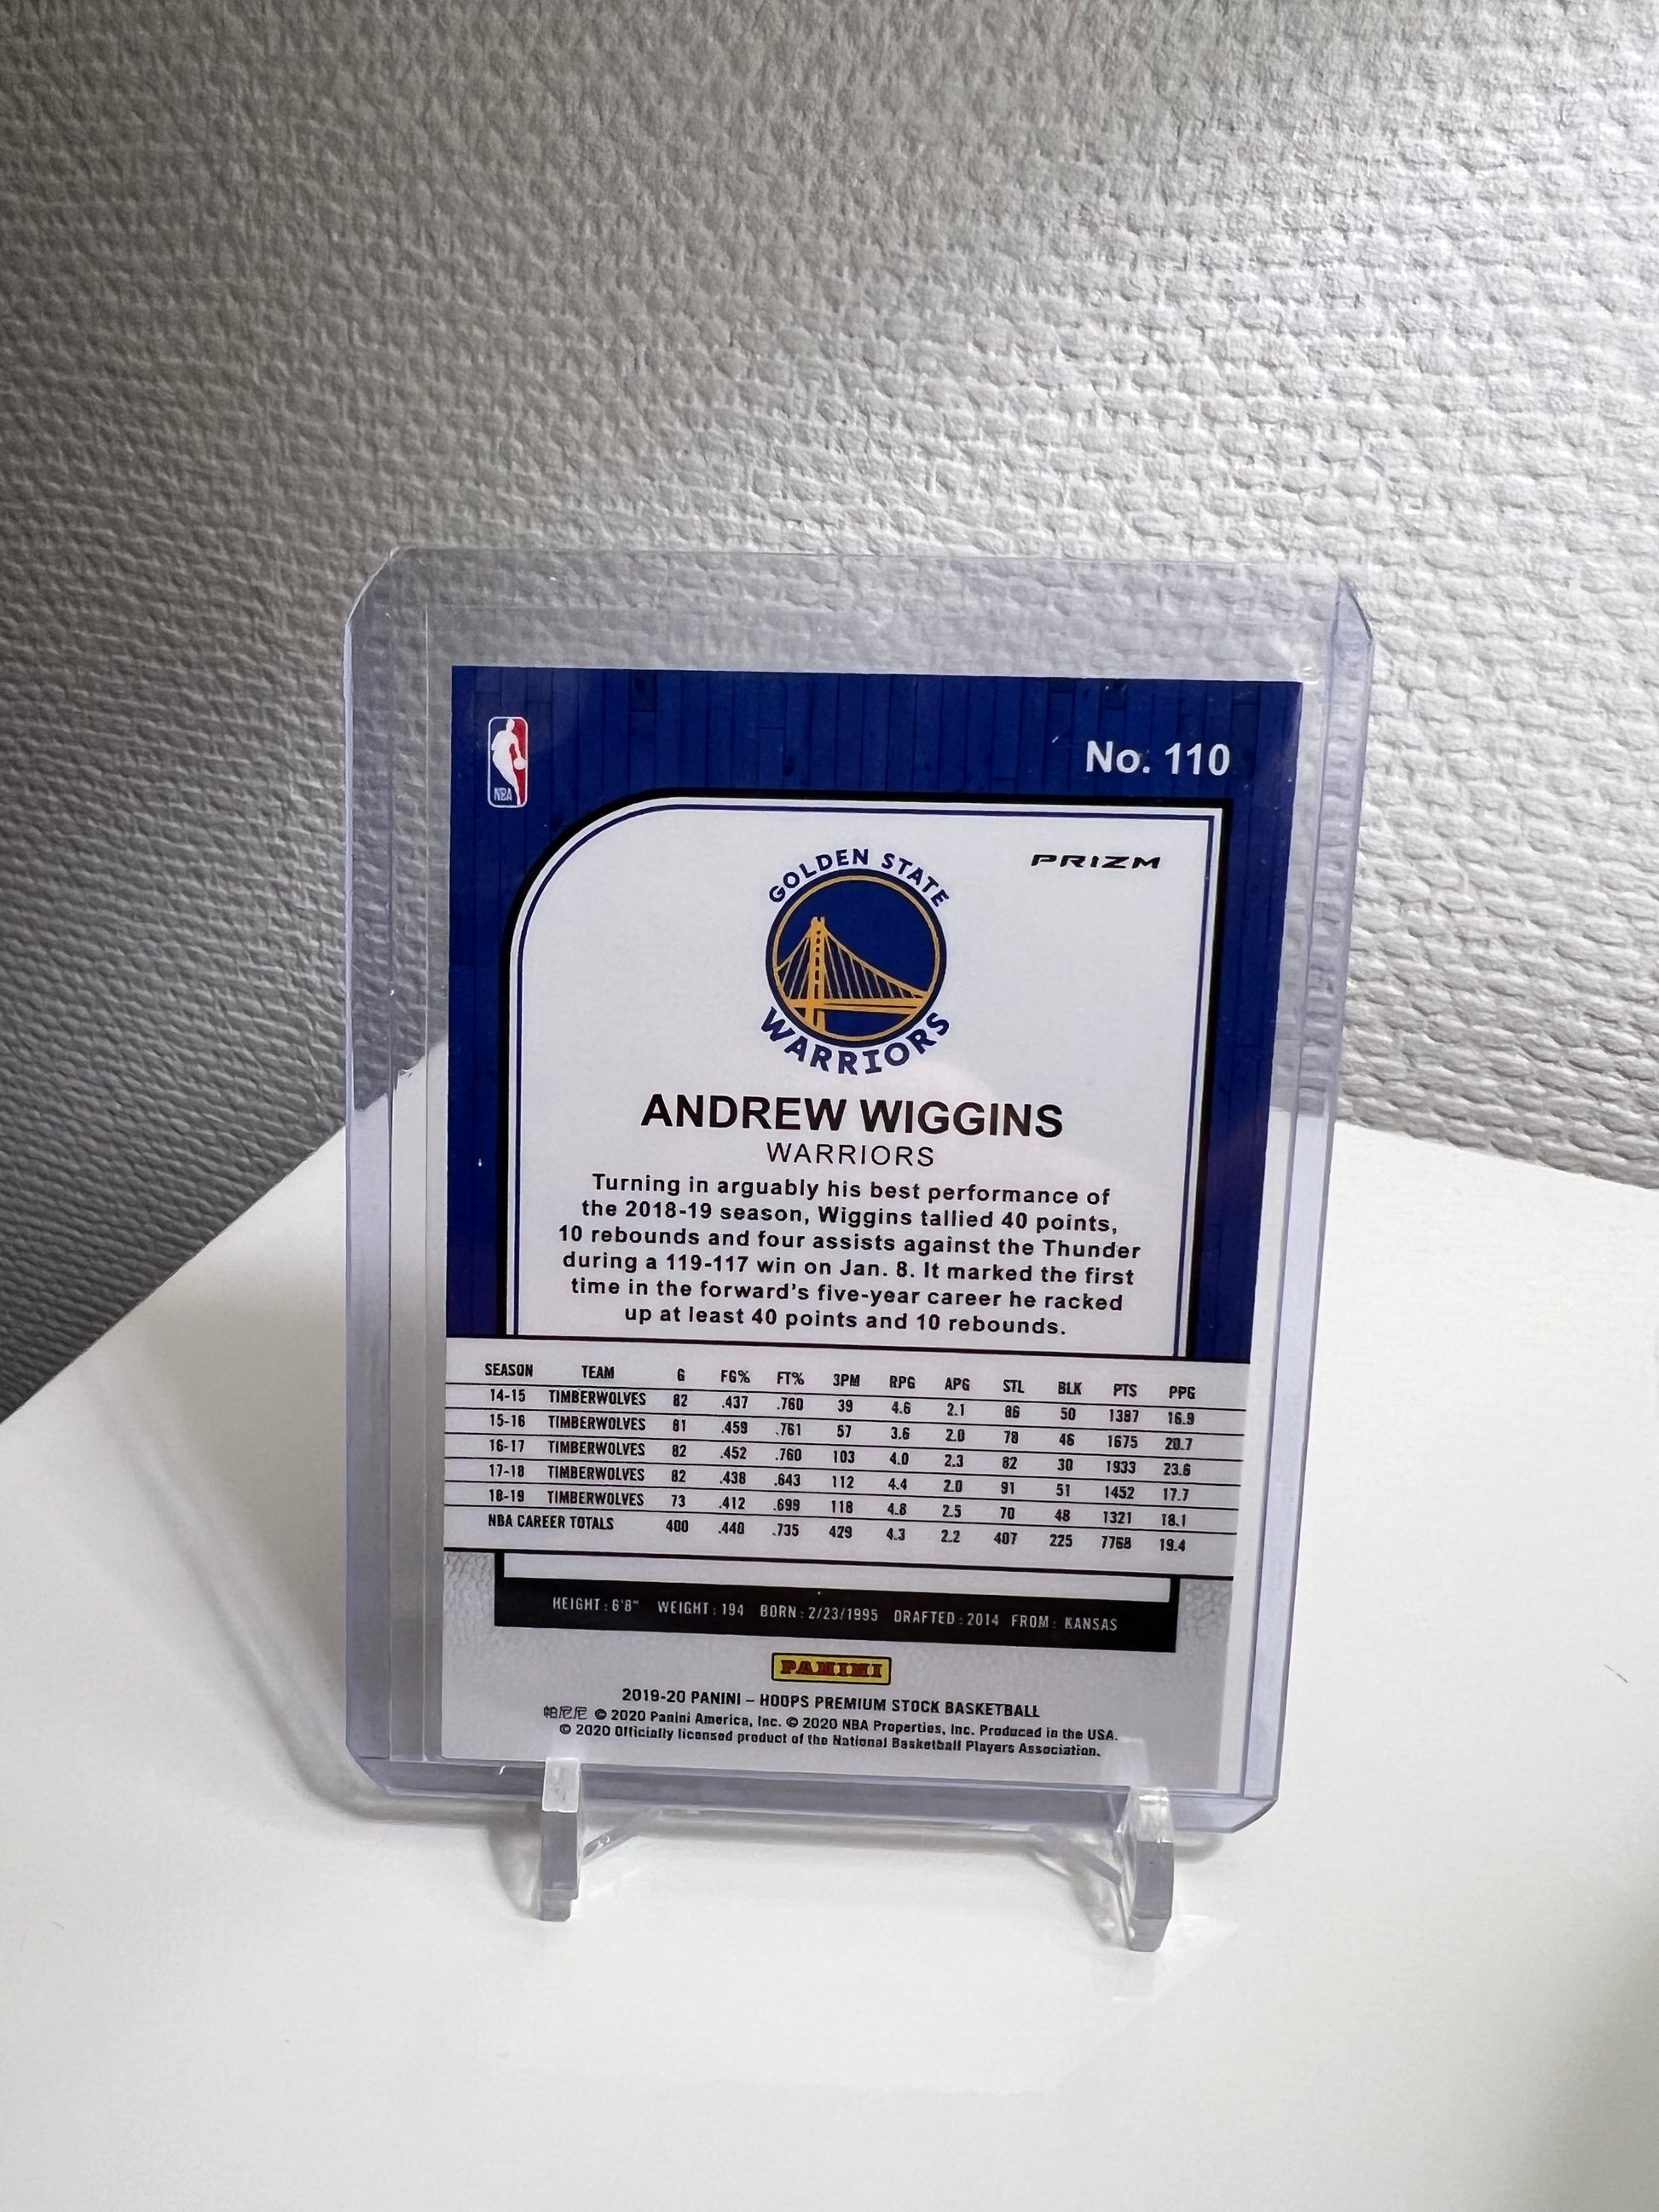 No. 110
NBA
PRIZM
GOLDEN STATE
WARRIORS
ANDREW WIGGINS
WARRIORS
Turning in arguably his best performance of
the 2018-19 season, Wiggins tallied 40 points,
10 rebounds and four assists against the Thunder
during a 119-117 win on Jan. 8. It marked the first
time in the forward's five-year career he racked
up at least 40 points and 10 rebounds.
SEASON TEAM G FG% FT% 3PM RPG APG STL BLK PTS PPG
14-15 TIMBERWOLVES 82 .437 .760 39 4.6 2.1 86 50 1387 16.9
15-16 TIMBERWOLVES 81 .459 .761 57 3.6 2.0 78 46 1675 20.7
16-17 TIMBERWOLVES 82 .452 .760 103 4.0 2.3 82 30 1933 23.6
17-18 TIMBERWOLVES 82 .438 .643 112 4.4 2.0 91 51 1452 17.7
18-19 TIMBERWOLVES 73 .412 .699 118 4.8 2.5 70 48 1321 18.1
NBA CAREER TOTALS 400 .440 .735 429 4.3 2.2 407 225 7768 19.4
HEIGHT: 6'8" WEIGHT: 194 BORN: 2/23/1995 DRAFTED: 2014 FROM: KANSAS
PANINI
2019-20 PANINI – HOOPS PREMIUM STOCK BASKETBALL
帕尼尼 © 2020 Panini America, Inc. © 2020 NBA Properties, Inc. Produced in the USA.
© 2020 Officially licensed product of the National Basketball Players Association.